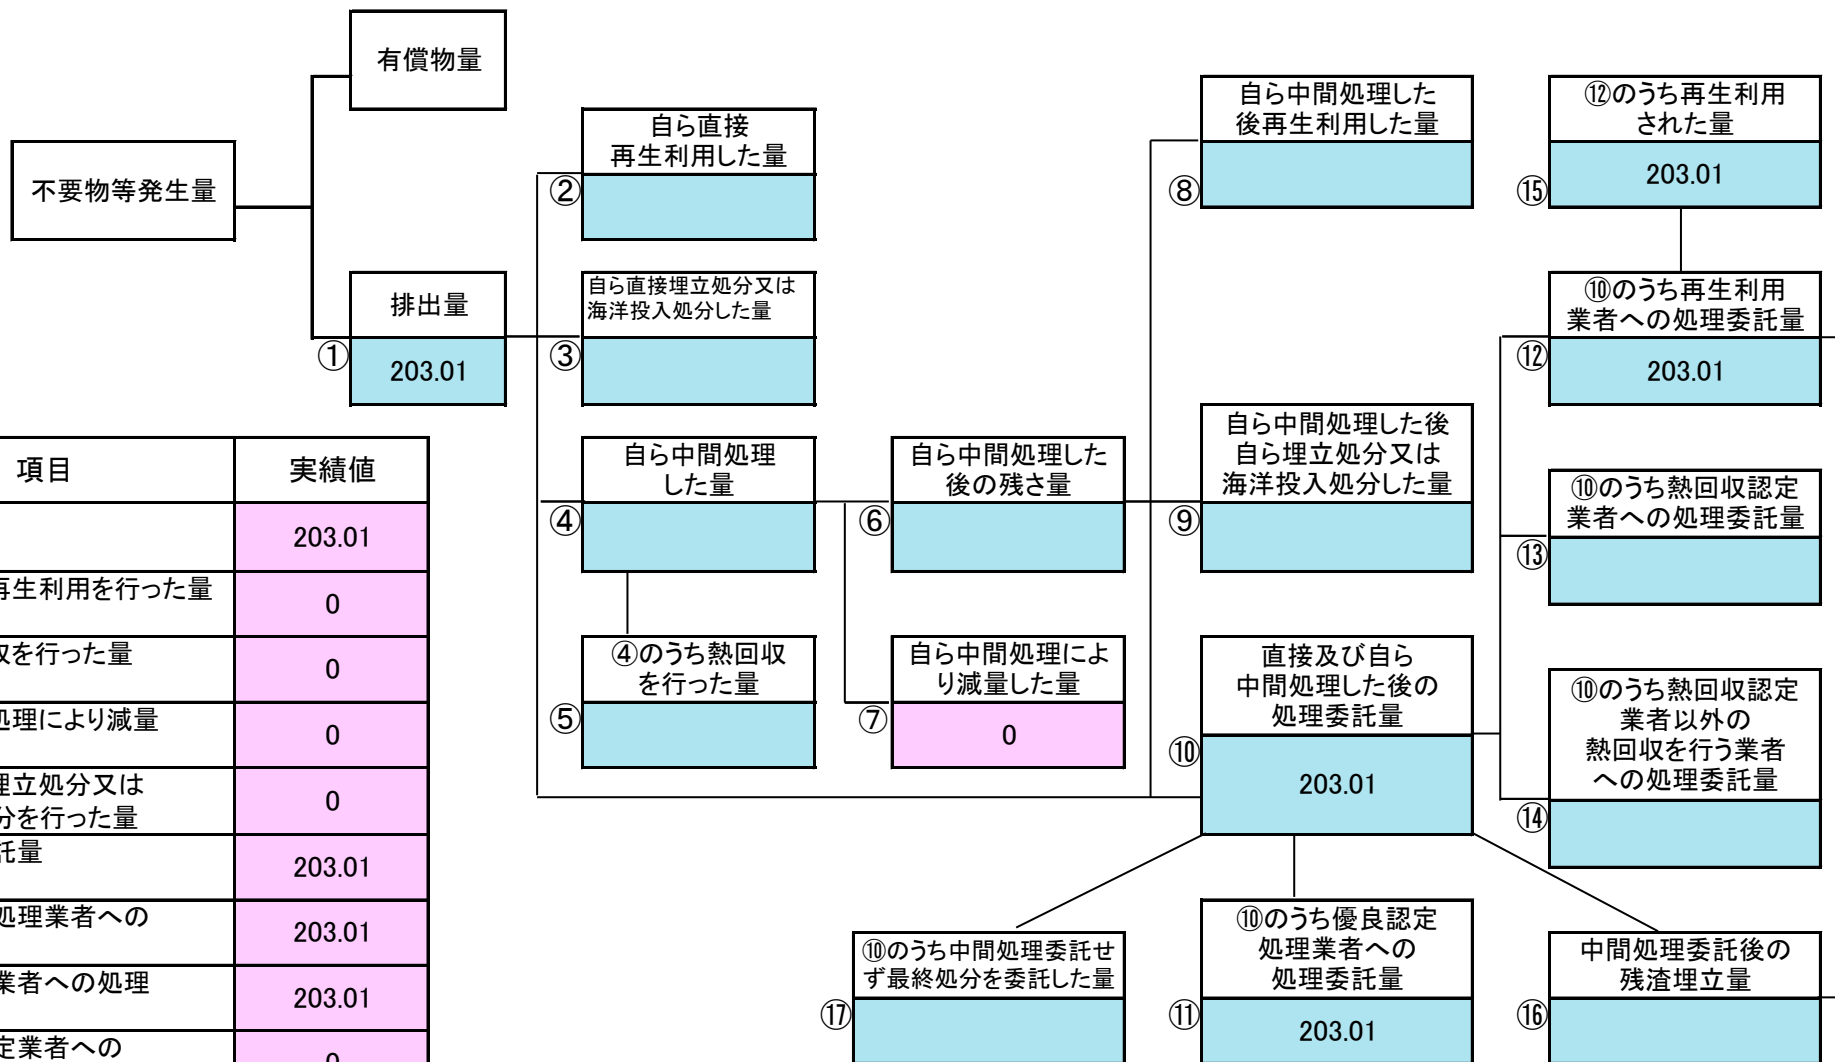 有償物量
不要物等発生量
排出量
①
203.01
自ら直接
再生利用した量
②
自ら直接埋立処分又は
海洋投入処分した量
③
自ら中間処理
した量
④
④のうち熱回収
を行った量
⑤
自ら中間処理した
後の残さ量
⑥
自ら中間処理によ
り減量した量
⑦
0
自ら中間処理した
後再生利用した量
⑧
自ら中間処理した後
自ら埋立処分又は
海洋投入処分した量
⑨
直接及び自ら
中間処理した後の
処理委託量
⑩
203.01
⑫のうち再生利用
された量
⑮
203.01
⑩のうち再生利用
業者への処理委託量
⑫
203.01
⑩のうち熱回収認定
業者への処理委託量
⑬
⑩のうち熱回収認定
業者以外の
熱回収を行う業者
への処理委託量
⑭
⑩のうち中間処理委託せ
ず最終処分を委託した量
⑰
⑩のうち優良認定
処理業者への
処理委託量
⑪
203.01
中間処理委託後の
残渣埋立量
⑯
項目
実績値
203.01
再生利用を行った量
0
を行った量
0
処理により減量
0
埋立処分又は
分を行った量
0
託量
203.01
処理業者への
203.01
業者への処理
203.01
定業者への